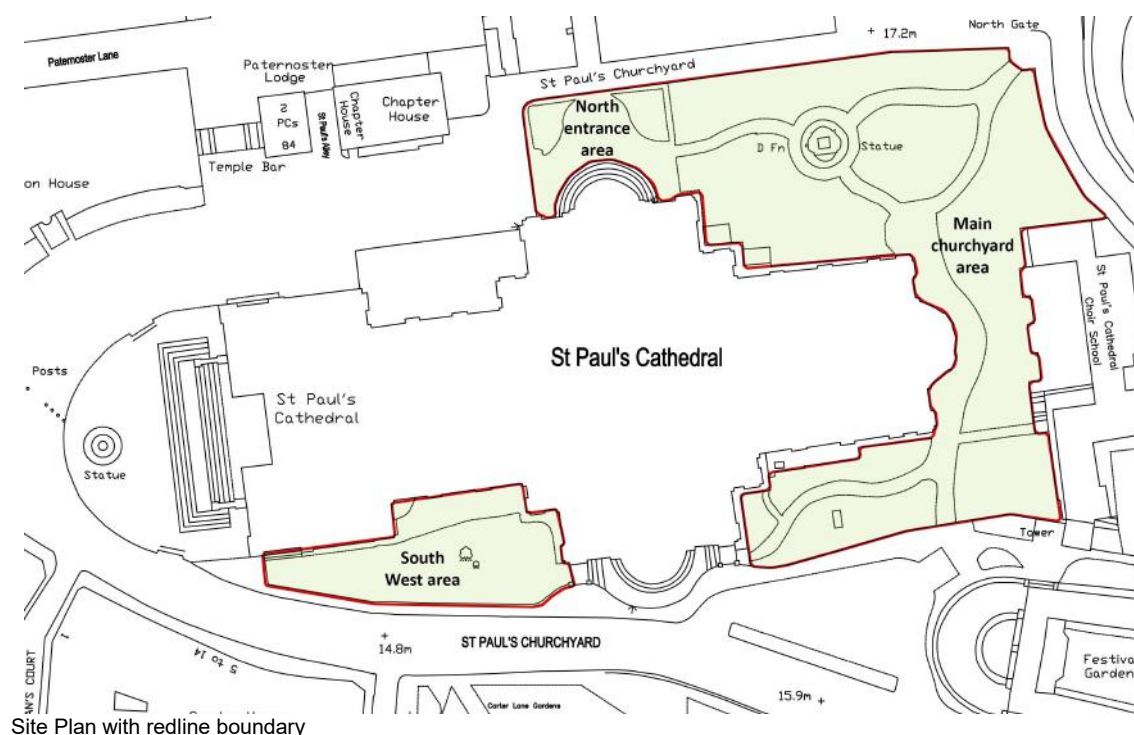 North Gate
+ 17.2m
Paternoster Lane
Paternoster
Lodge
St Paul's Churchyard
2
PCs
84
St Paul's Alley
Chapter
House
Chapter
House
North
entrance
area
D Fn
Statue
Temple Bar
on House
Main
churchyard
area
St Paul's Cathedral
Choir School
St Paul's Cathedral
Posts
St Paul's
Cathedral
Statue
South
West area
Tower
+
14.8m
ST PAUL'S CHURCHYARD
1
5 to 14
AN'S COURT
Festiva
Garden
15.9m +
Carter Lane Gardens
Site Plan with redline boundary